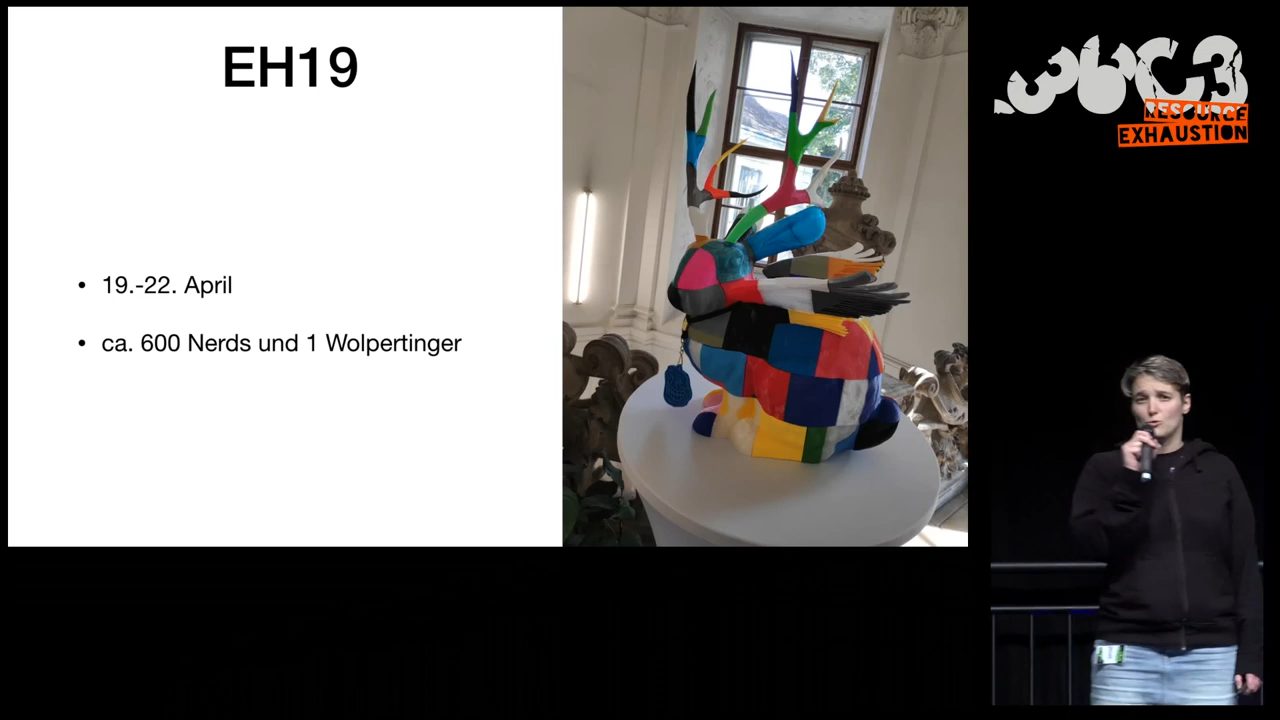 EH19
• 19.-22. April
• ca. 600 Nerds und 1 Wolpertinger
36C3
RESOURCE
EXHAUSTION